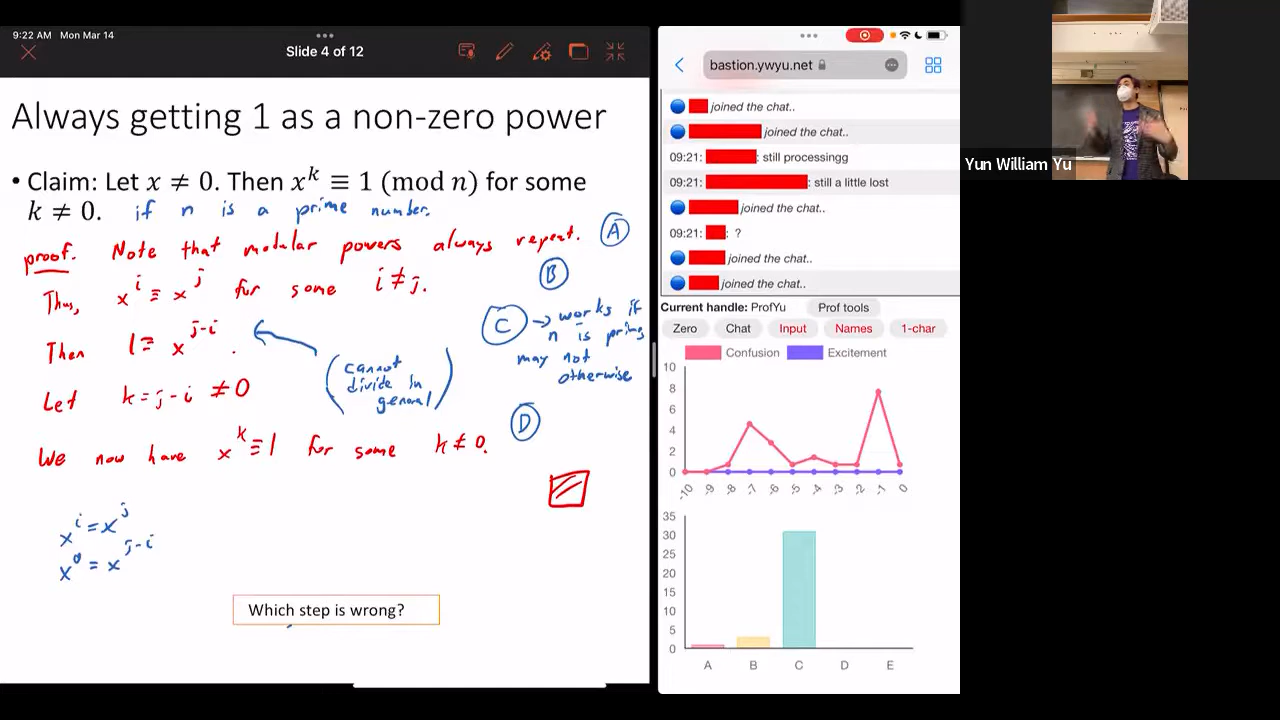 9:22 AM Mon Mar 14
Slide 4 of 12
Always getting 1 as a non-zero power
• Claim: Let x ≠ 0. Then x^k ≡ 1 (mod n) for some
k ≠ 0. if n is a prime number.
proof. Note that modular powers always repeat. A
Thus, x^i ≡ x^j for some i ≠ j. B
Then 1 ≡ x^{j-i}.
(cannot
divide in
general)
C → works if
n is prime
may not
otherwise
Let k = j - i ≠ 0
We now have x^k ≡ 1 for some k ≠ 0. D
x^i = x^j
x^0 = x^{j-i}
Which step is wrong?
bastion.ywyu.net
joined the chat..
joined the chat..
09:21: : still processingg
09:21: : still a little lost
joined the chat..
09:21: : ?
joined the chat..
joined the chat..
Current handle: ProfYu Prof tools
Zero Chat Input Names 1-char
Confusion Excitement
10
8
6
4
2
0
-10 -9 -8 -7 -6 -5 -4 -3 -2 -1 0
35
30
25
20
15
10
5
0
A B C D E
Yun William Yu